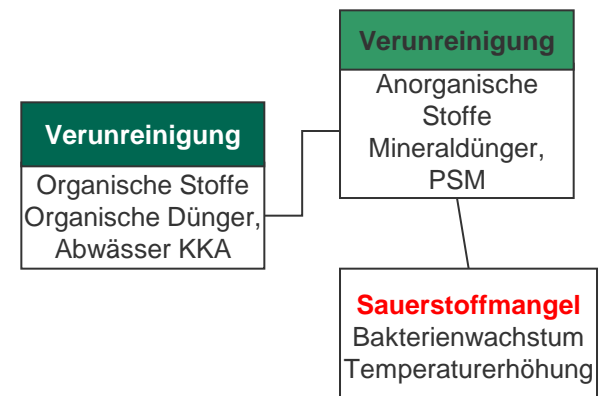 Verunreinigung
Organische Stoffe
Organische Dünger,
Abwässer KKA
Verunreinigung
Anorganische
Stoffe
Mineraldünger,
PSM
Sauerstoffmangel
Bakterienwachstum
Temperaturerhöhung